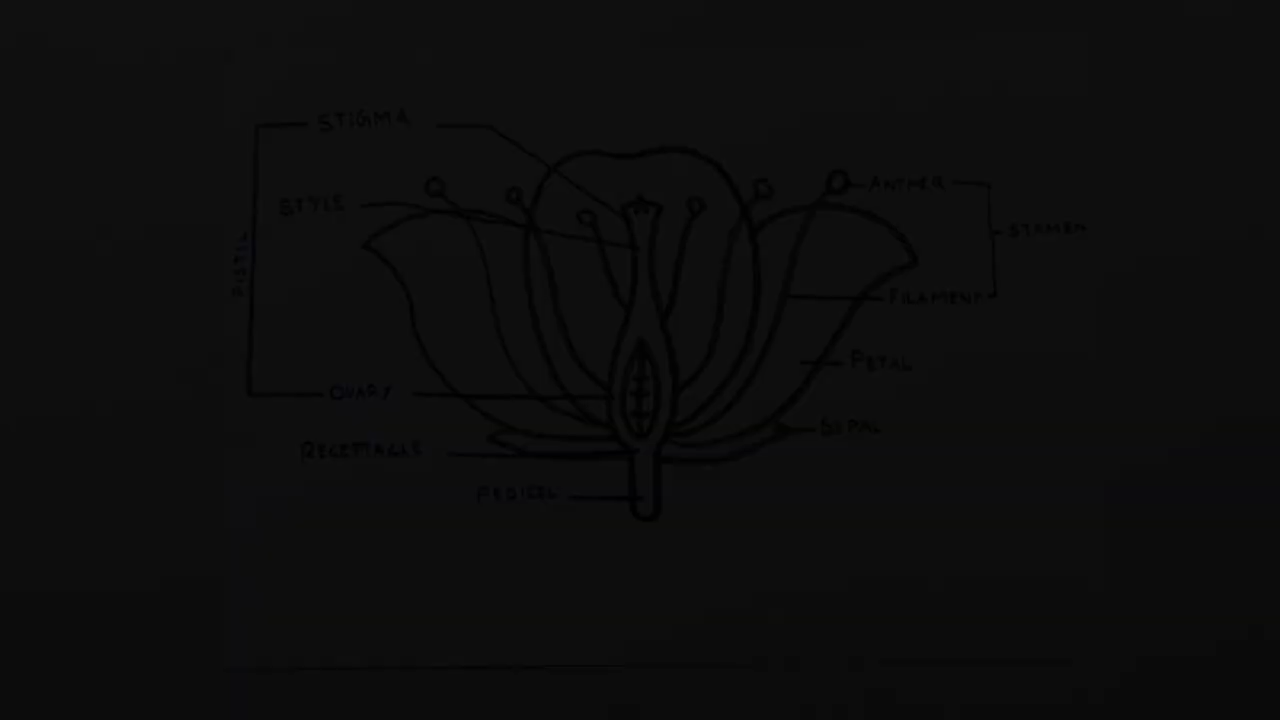 STIGMA
STYLE
PISTIL
OVARY
RECEPTACLE
PEDICEL
ANTHER
STAMEN
FILAMENT
PETAL
SEPAL